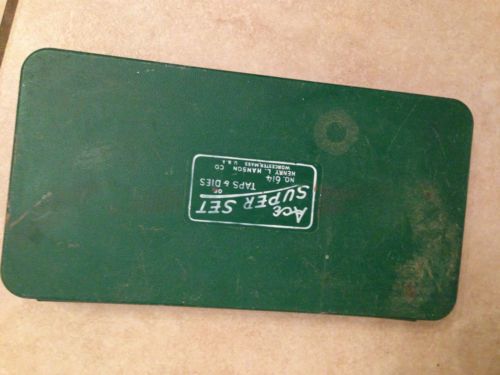 Ace
SUPER SET
OF
TAPS & DIES
NO. 614
HENRY L. HANSON CO
WORCESTER, MASS U.S.A.